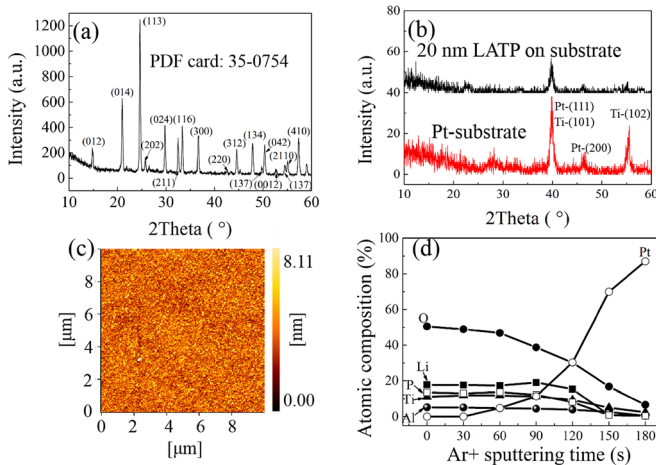 (a)
PDF card: 35-0754
Intensity (a.u.)
1200
1000
800
600
400
200
0
(012)
(014)
(113)
(202)
(211)
(024)
(116)
(300)
(220)
(312)
(137)
(134)
(042)
(2110)
(0012)
(410)
(137)
10
20
30
40
50
60
2Theta ( °)
(b)
20 nm LATP on substrate
Pt-substrate
Pt-(111)
Ti-(101)
Pt-(200)
Ti-(102)
Intensity (a.u.)
80
40
0
40
20
0
10
20
30
40
50
60
2Theta ( °)
(c)
[μm]
8
6
4
2
0
0
2
4
6
8
[μm]
8.11
[nm]
0.00
(d)
Atomic composition (%)
100
80
60
40
20
0
O
Li
P
Ti
Al
Pt
0
30
60
90
120
150
180
Ar+ sputtering time (s)